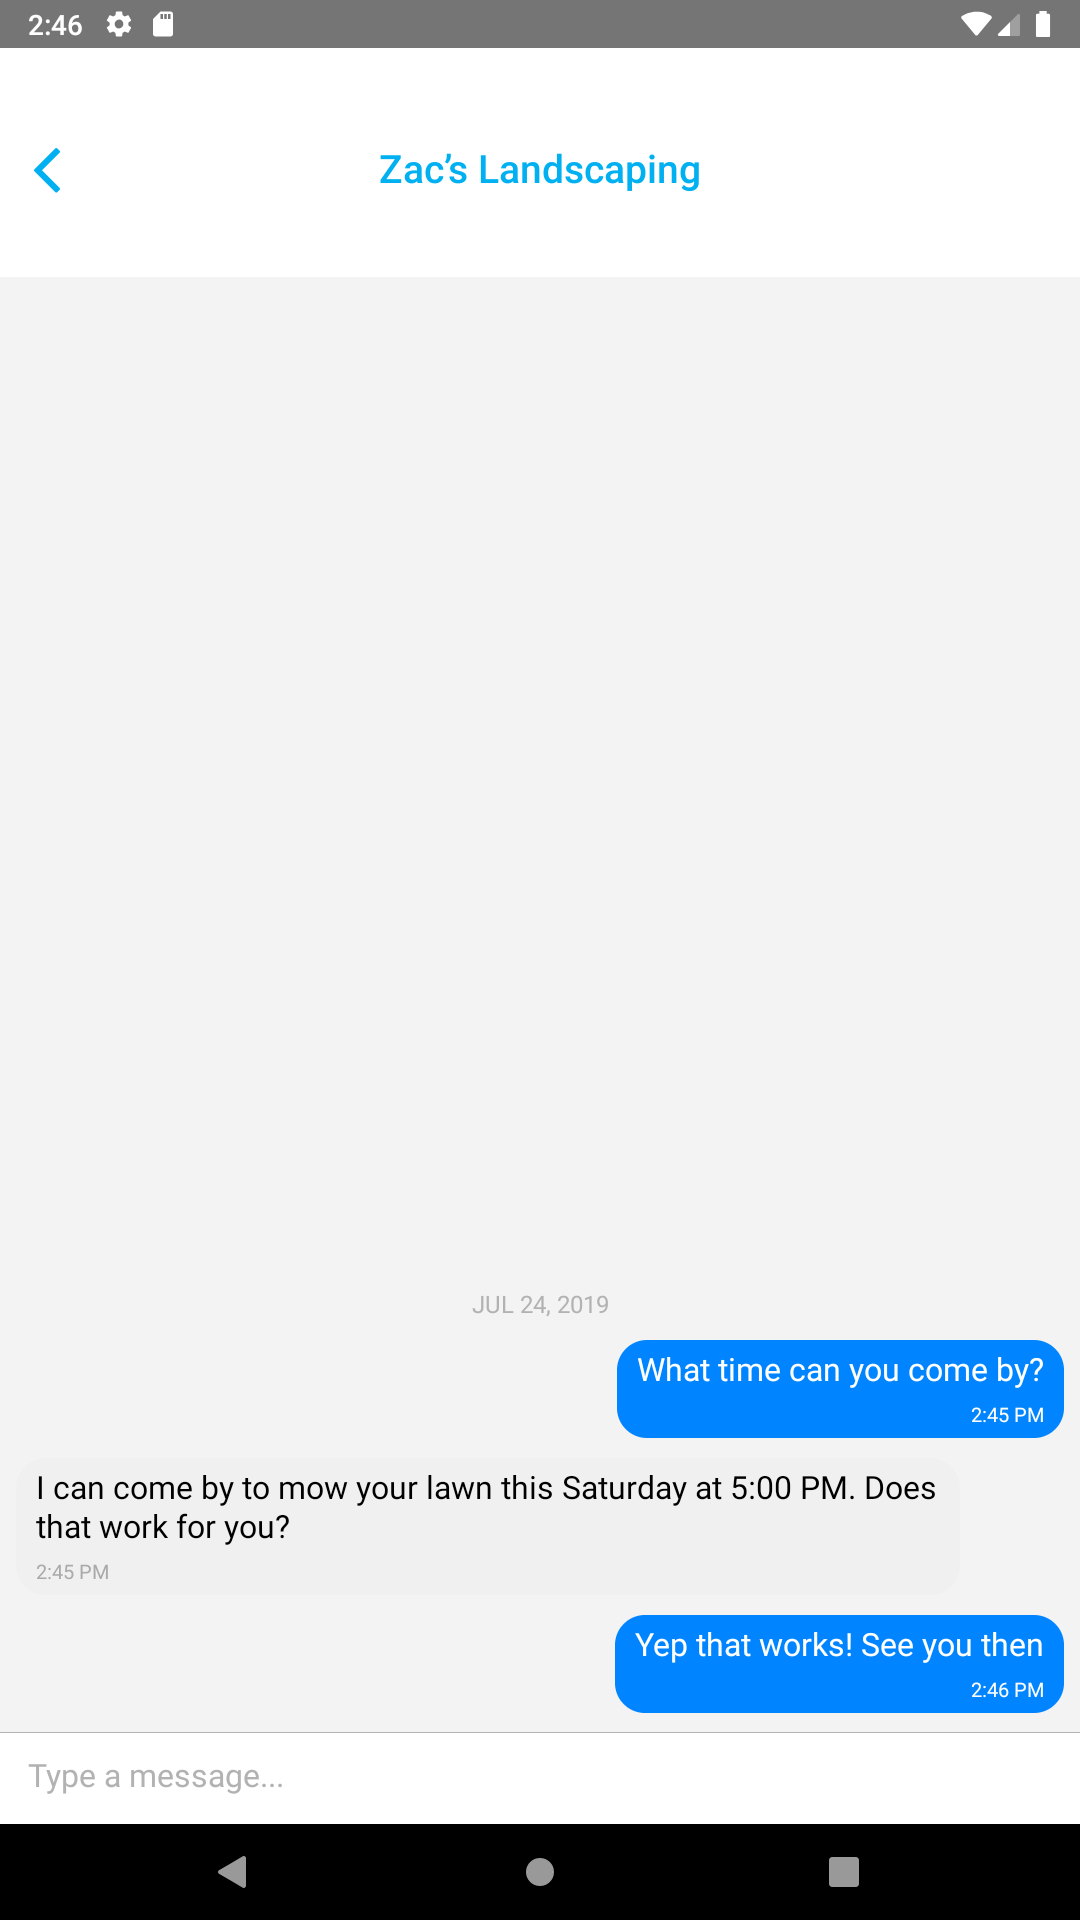 2:46
Zac’s Landscaping
JUL 24, 2019
What time can you come by?
2:45 PM
I can come by to mow your lawn this Saturday at 5:00 PM. Does
that work for you?
2:45 PM
Yep that works! See you then
2:46 PM
Type a message...